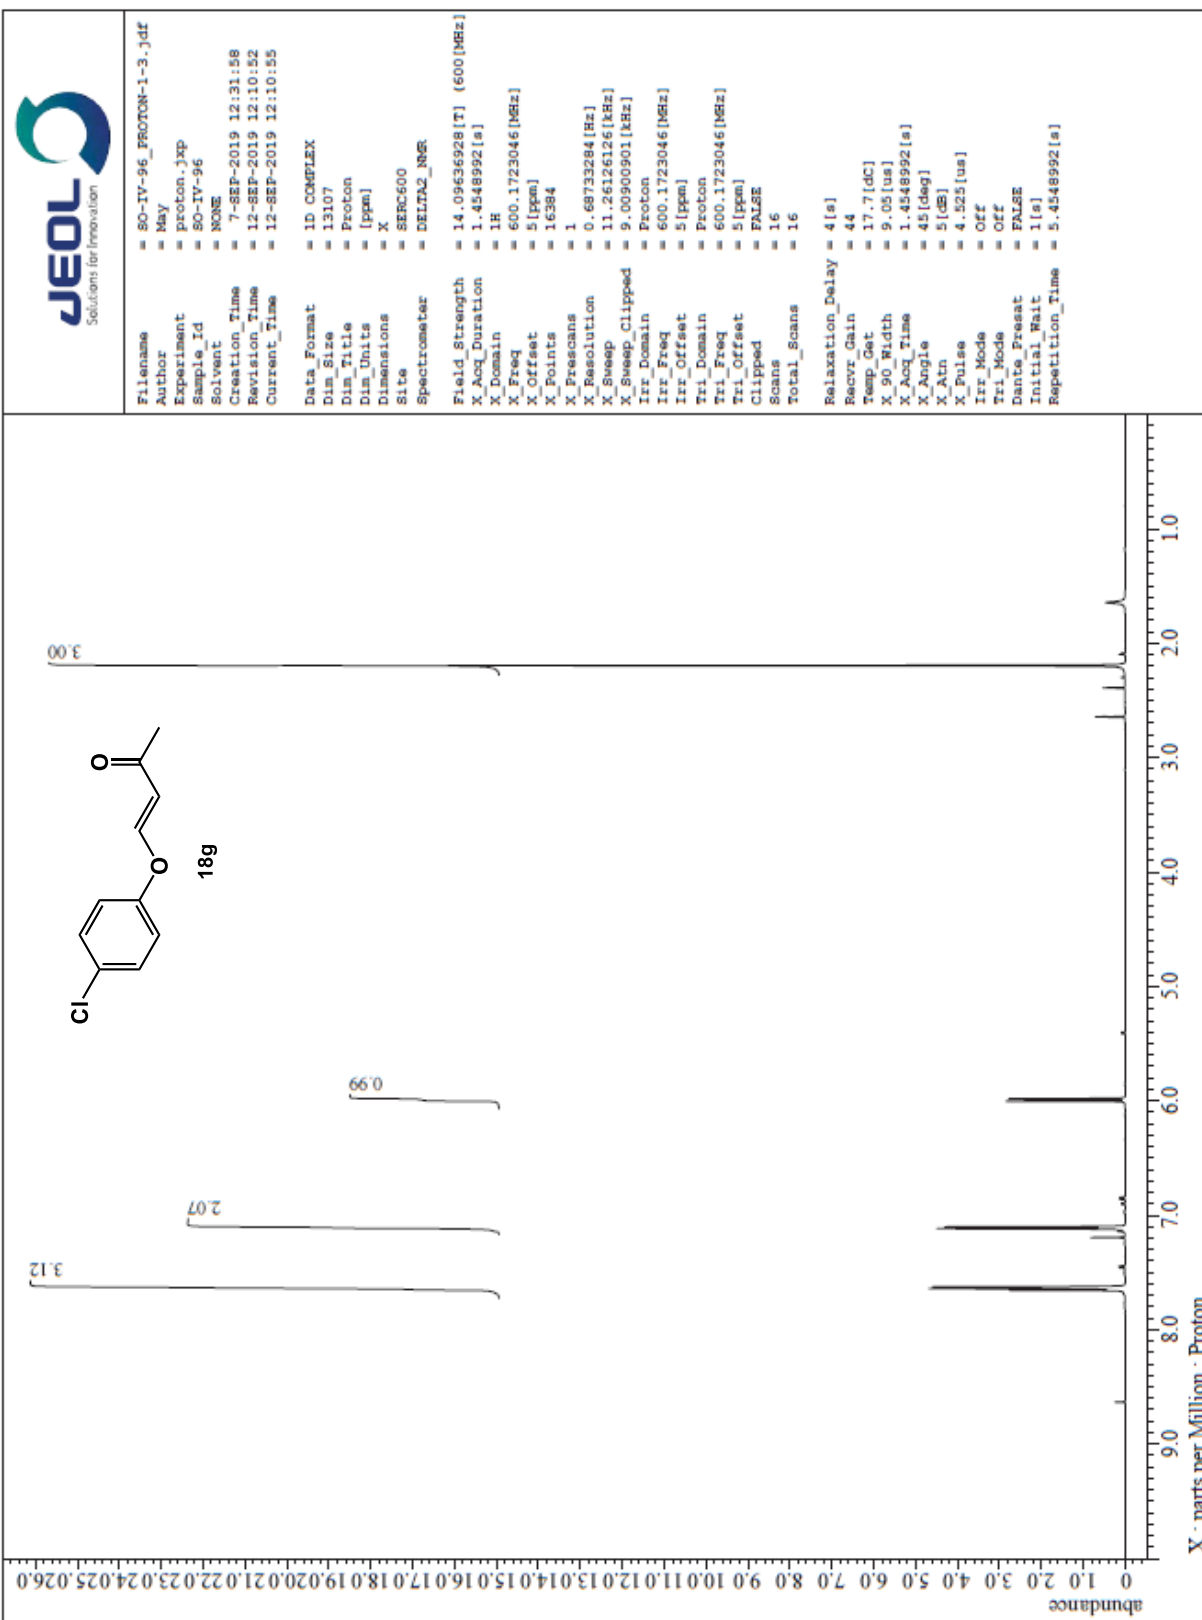 JEOL
Solutions for Innovation
Filename = SO-IV-96_PROTON-1-3.jdf
Author = May
Experiment = proton.jxp
Sample_Id = SO-IV-96
Solvent = NONE
Creation_Time = 7-SEP-2019 12:31:58
Revision_Time = 12-SEP-2019 12:10:52
Current_Time = 12-SEP-2019 12:10:55
Data_Format = 1D COMPLEX
Dim_Size = 13107
Dim_Title = Proton
Dim_Units = [ppm]
Dimensions = X
Site = SERC600
Spectrometer = DELTA2_NMR
Field_Strength = 14.09636928[T] (600[MHz]
X_Acq_Duration = 1.4548992[s]
X_Domain = 1H
X_Freq = 600.1723046[MHz]
X_Offset = 5[ppm]
X_Points = 16384
X_Prescans = 1
X_Resolution = 0.68733284[Hz]
X_Sweep = 11.26126126[kHz]
X_Sweep_Clipped = 9.00900901[kHz]
Irr_Domain = Proton
Irr_Freq = 600.1723046[MHz]
Irr_Offset = 5[ppm]
Tri_Domain = Proton
Tri_Freq = 600.1723046[MHz]
Tri_Offset = 5[ppm]
Clipped = FALSE
Scans = 16
Total_Scans = 16
Relaxation_Delay = 4[s]
Recvr_Gain = 44
Temp_Get = 17.7[dC]
X_90_Width = 9.05[us]
X_Acq_Time = 1.4548992[s]
X_Angle = 45[deg]
X_Atn = 5[dB]
X_Pulse = 4.525[us]
Irr_Mode = Off
Tri_Mode = Off
Dante_Presat = FALSE
Initial_Wait = 1[s]
Repetition_Time = 5.4548992[s]
Cl
O
O
18g
3.12
2.07
0.99
3.00
abundance
0 1.0 2.0 3.0 4.0 5.0 6.0 7.0 8.0 9.0 10.0 11.0 12.0 13.0 14.0 15.0 16.0 17.0 18.0 19.0 20.0 21.0 22.0 23.0 24.0 25.0 26.0
9.0 8.0 7.0 6.0 5.0 4.0 3.0 2.0 1.0
X : parts per Million : Proton